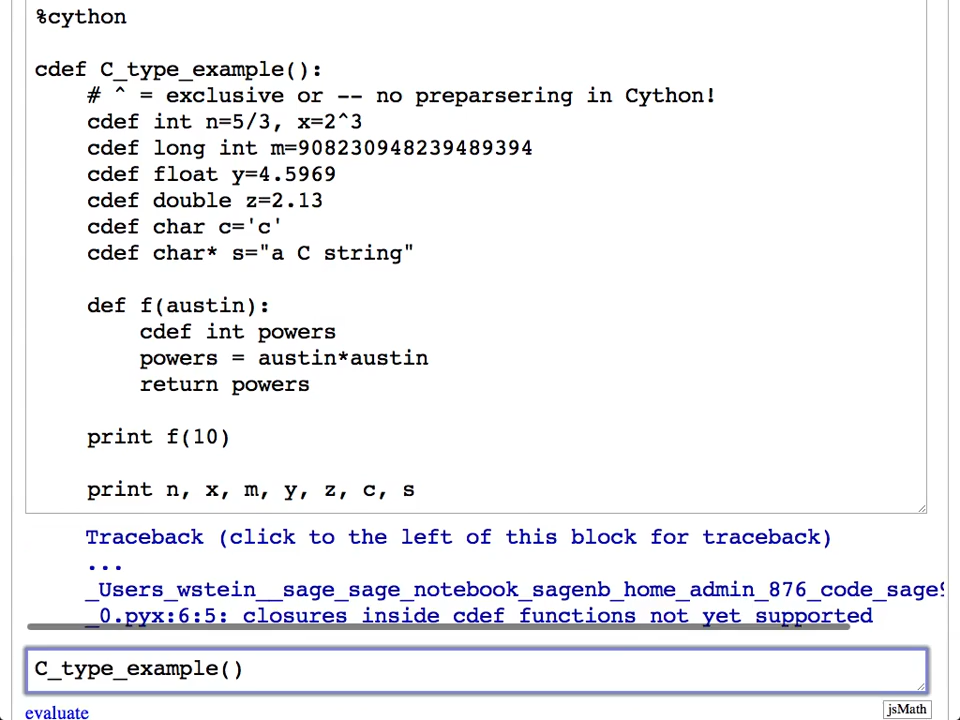 %cython
cdef C_type_example():
# ^ = exclusive or -- no preparsering in Cython!
cdef int n=5/3, x=2^3
cdef long int m=908230948239489394
cdef float y=4.5969
cdef double z=2.13
cdef char c='c'
cdef char* s="a C string"
def f(austin):
cdef int powers
powers = austin*austin
return powers
print f(10)
print n, x, m, y, z, c, s
Traceback (click to the left of this block for traceback)
...
_Users_wstein__sage_sage_notebook_sagenb_home_admin_876_code_sage9
_0.pyx:6:5: closures inside cdef functions not yet supported
C_type_example()
evaluate
jsMath